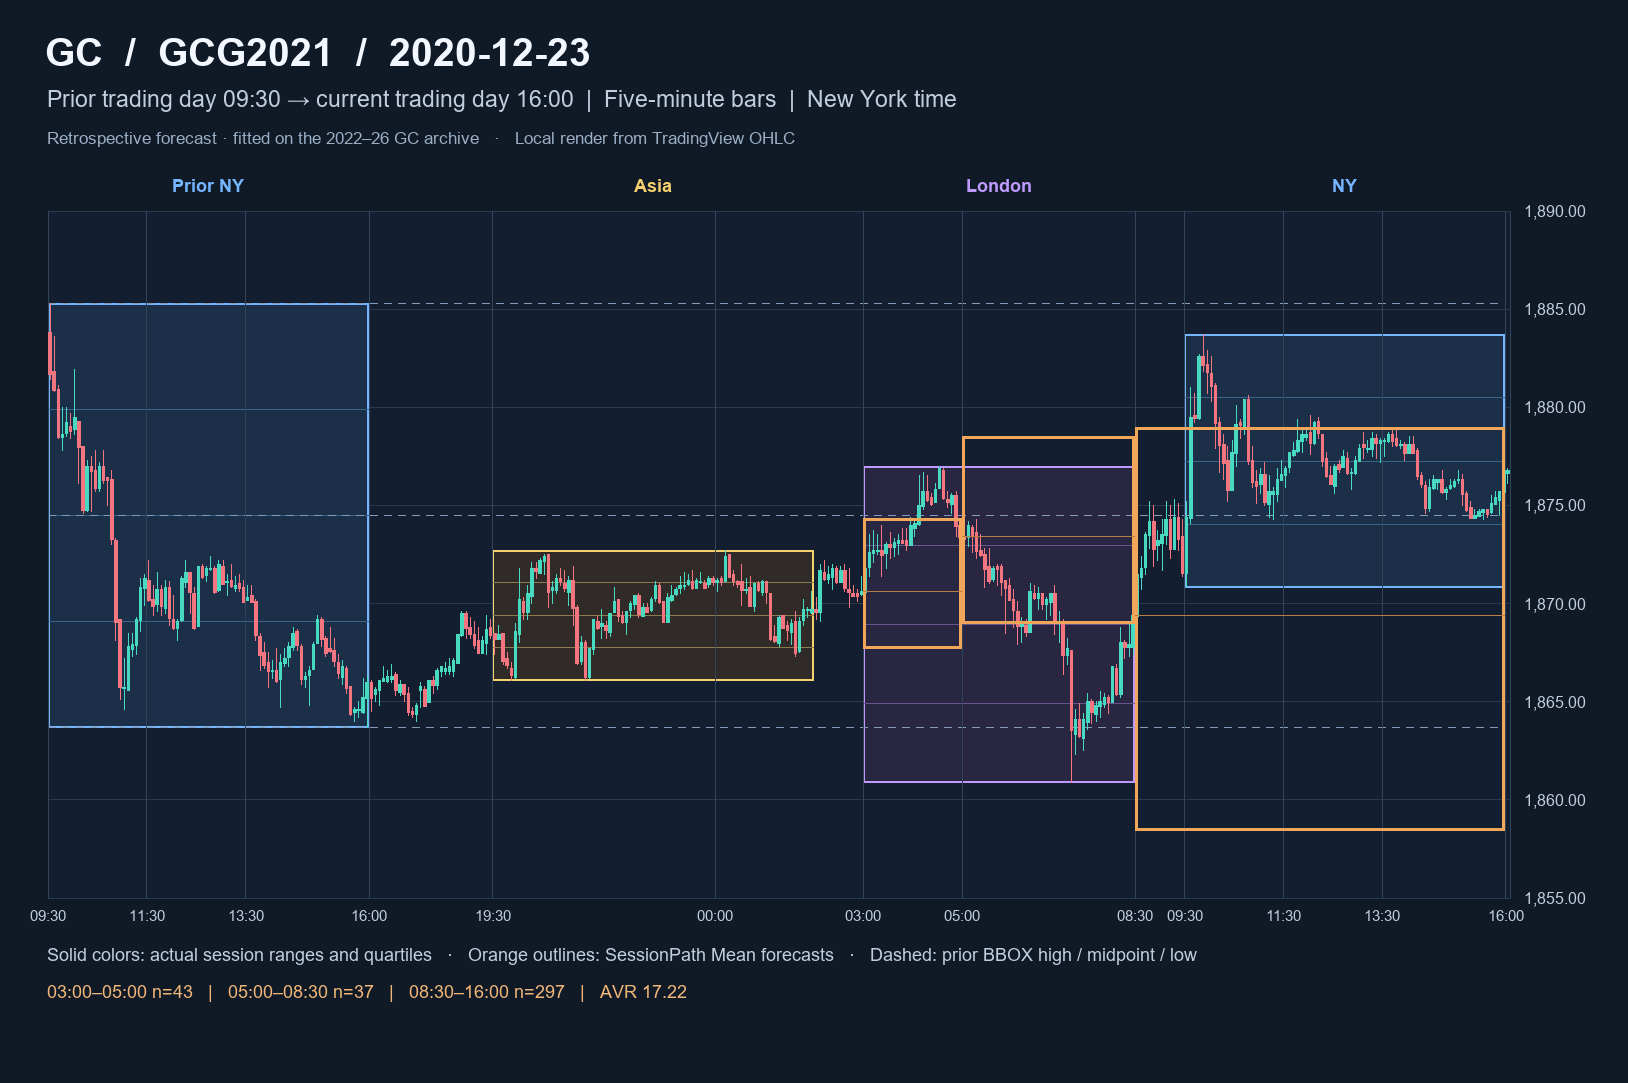 GC / GCG2021 / 2020-12-23
Prior trading day 09:30 → current trading day 16:00 | Five-minute bars | New York time
Retrospective forecast · fitted on the 2022–26 GC archive · Local render from TradingView OHLC
Prior NY Asia London NY
1,890.00
1,885.00
1,880.00
1,875.00
1,870.00
1,865.00
1,860.00
1,855.00
09:30 11:30 13:30 16:00 19:30 00:00 03:00 05:00 08:30 09:30 11:30 13:30 16:00
Solid colors: actual session ranges and quartiles · Orange outlines: SessionPath Mean forecasts · Dashed: prior BBOX high / midpoint / low
03:00–05:00 n=43 | 05:00–08:30 n=37 | 08:30–16:00 n=297 | AVR 17.22